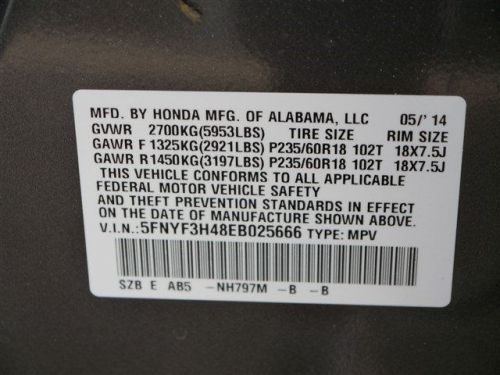 MFD. BY HONDA MFG. OF ALABAMA, LLC 05/'14
GVWR 2700KG(5953LBS) TIRE SIZE RIM SIZE
GAWR F 1325KG(2921LBS) P235/60R18 102T 18X7.5J
GAWR R1450KG(3197LBS) P235/60R18 102T 18X7.5J
THIS VEHICLE CONFORMS TO ALL APPLICABLE
FEDERAL MOTOR VEHICLE SAFETY
AND THEFT PREVENTION STANDARDS IN EFFECT
ON THE DATE OF MANUFACTURE SHOWN ABOVE.
V.I.N.:5FNYF3H48EB025666 TYPE: MPV
SZB E AB5 -NH797M -B -B